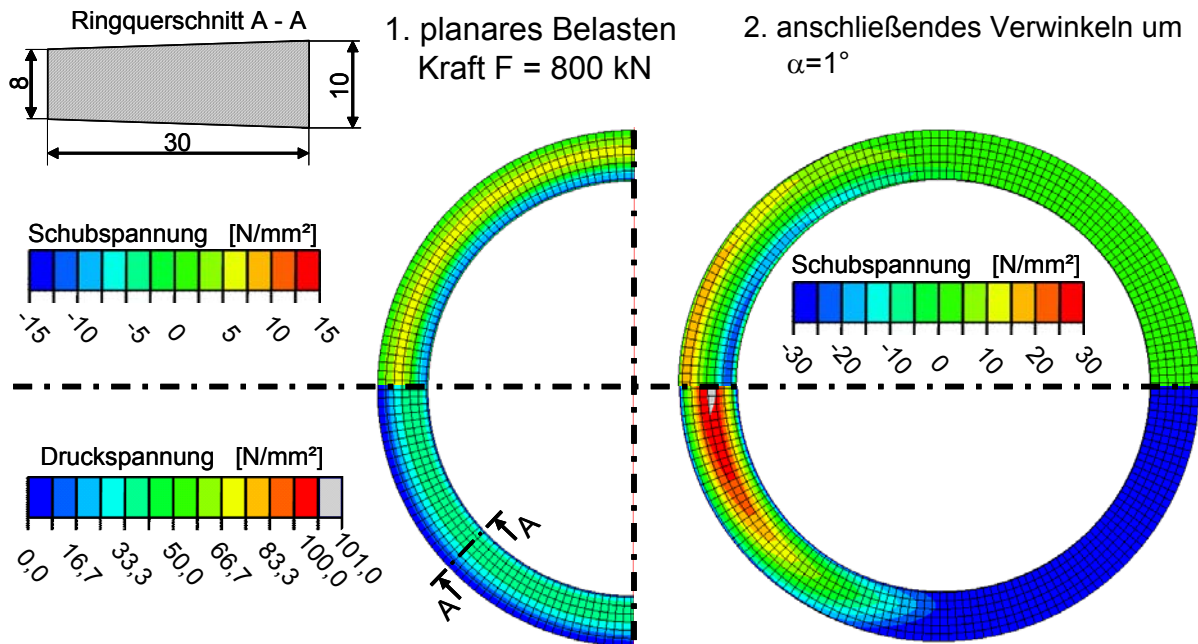 Ringquerschnitt A - A
8
10
30
1. planares Belasten
Kraft F = 800 kN
2. anschließendes Verwinkeln um
α=1°
Schubspannung [N/mm²]
-15 -10 -5 0 5 10 15
Schubspannung [N/mm²]
-30 -20 -10 0 10 20 30
Druckspannung [N/mm²]
0,0 16,7 33,3 50,0 66,7 83,3 100,0 101,0
A
A